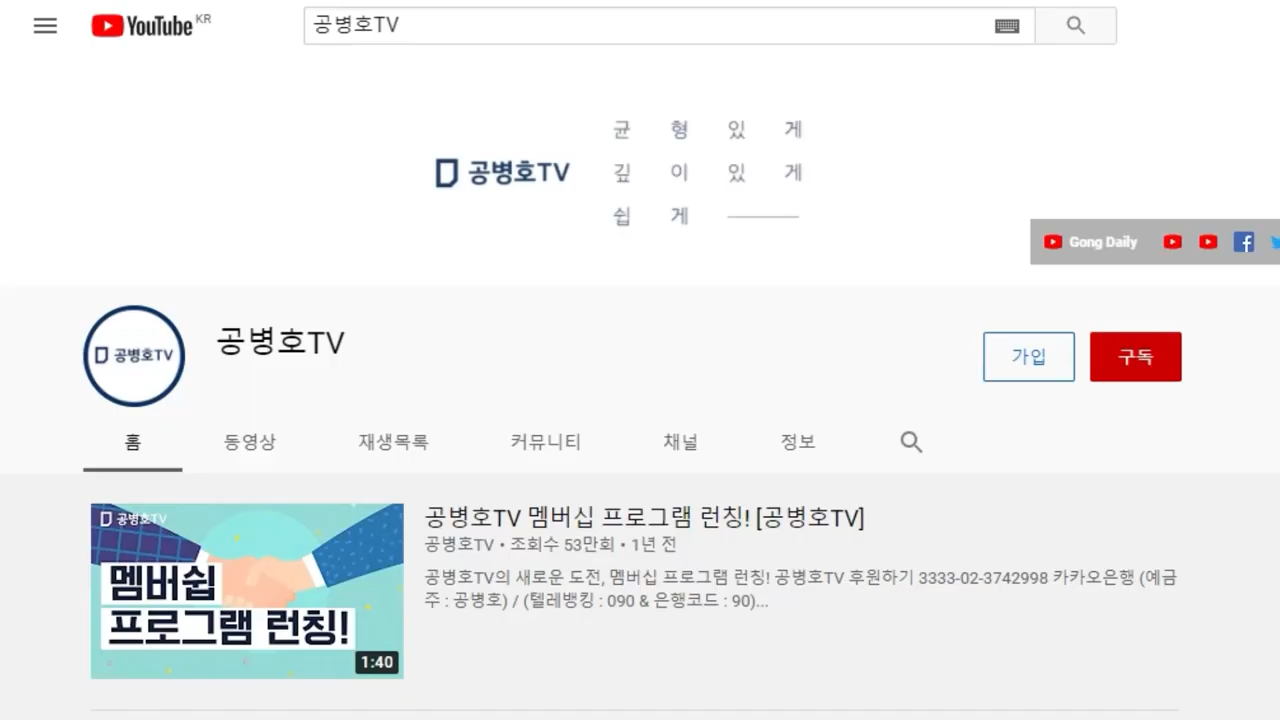 YouTube KR
공병호TV
균 형 있 게
공병호TV
깊 이 있 게
쉽 게
Gong Daily
공병호TV
공병호TV
가입
구독
홈
동영상
재생목록
커뮤니티
채널
정보
공병호TV
멤버쉽
프로그램 런칭!
1:40
공병호TV 멤버십 프로그램 런칭! [공병호TV]
공병호TV • 조회수 53만회 • 1년 전
공병호TV의 새로운 도전, 멤버십 프로그램 런칭! 공병호TV 후원하기 3333-02-3742998 카카오은행 (예금
주 : 공병호) / (텔레뱅킹 : 090 & 은행코드 : 90)...